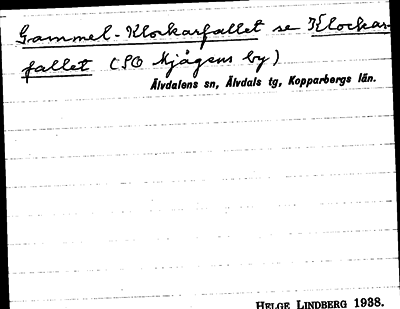 Gammel-Klockarfallet se Klockar-
fallet (SO Mjågens by)
Älvdalens sn, Älvdals tg, Kopparbergs län.
HELGE LINDBERG 1938.